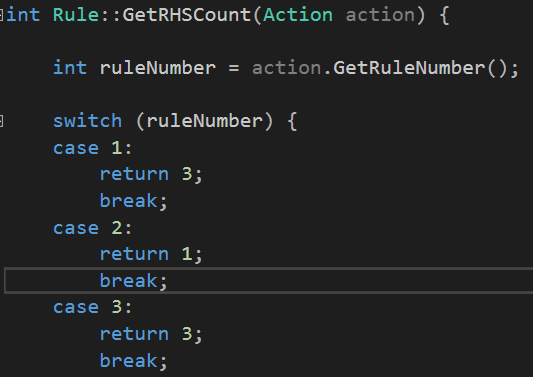 int Rule::GetRHSCount(Action action) {
int ruleNumber = action.GetRuleNumber();
switch (ruleNumber) {
case 1:
return 3;
break;
case 2:
return 1;
break;
case 3:
return 3;
break;